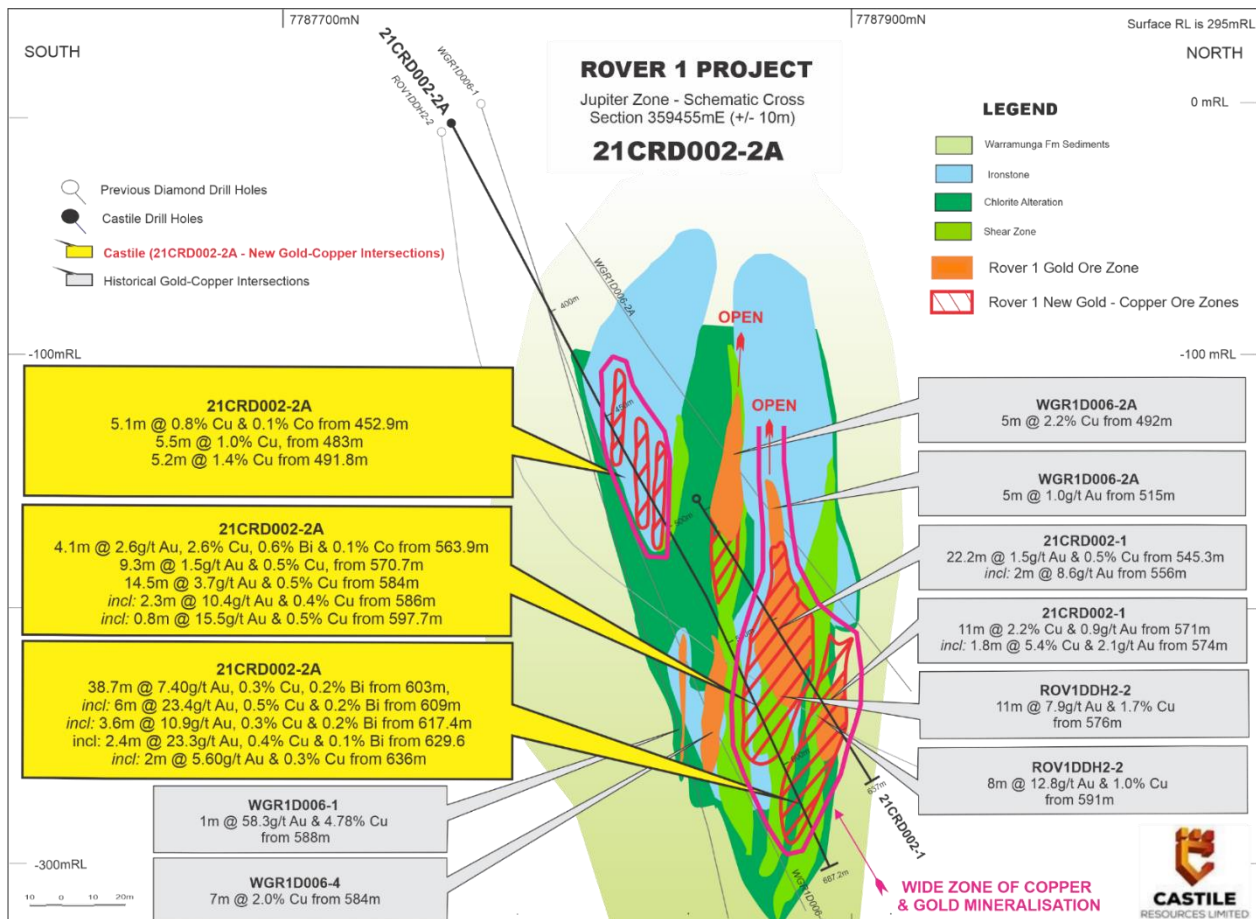 7787700mN
7787900mN
Surface RL is 295mRL
SOUTH
NORTH
21CRD002-2A
WGR1D006-1
ROV1DDH2-2
ROVER 1 PROJECT
Jupiter Zone - Schematic Cross
Section 359455mE (+/- 10m)
21CRD002-2A
0 mRL
LEGEND
Warramunga Fm Sediments
Ironstone
Chlorite Alteration
Shear Zone
Rover 1 Gold Ore Zone
Rover 1 New Gold - Copper Ore Zones
Previous Diamond Drill Holes
Castile Drill Holes
Castile (21CRD002-2A - New Gold-Copper Intersections)
Historical Gold-Copper Intersections
WGR1D006-2A
400m
OPEN
-100mRL
-100 mRL
450m
OPEN
21CRD002-2A
5.1m @ 0.8% Cu & 0.1% Co from 452.9m
5.5m @ 1.0% Cu, from 483m
5.2m @ 1.4% Cu from 491.8m
WGR1D006-2A
5m @ 2.2% Cu from 492m
WGR1D006-2A
5m @ 1.0g/t Au from 515m
500m
21CRD002-2A
4.1m @ 2.6g/t Au, 2.6% Cu, 0.6% Bi & 0.1% Co from 563.9m
9.3m @ 1.5g/t Au & 0.5% Cu, from 570.7m
14.5m @ 3.7g/t Au & 0.5% Cu from 584m
incl: 2.3m @ 10.4g/t Au & 0.4% Cu from 586m
incl: 0.8m @ 15.5g/t Au & 0.5% Cu from 597.7m
21CRD002-1
22.2m @ 1.5g/t Au & 0.5% Cu from 545.3m
incl: 2m @ 8.6g/t Au from 556m
21CRD002-1
11m @ 2.2% Cu & 0.9g/t Au from 571m
incl: 1.8m @ 5.4% Cu & 2.1g/t Au from 574m
21CRD002-2A
38.7m @ 7.40g/t Au, 0.3% Cu, 0.2% Bi from 603m,
incl: 6m @ 23.4g/t Au, 0.5% Cu & 0.2% Bi from 609m
incl: 3.6m @ 10.9g/t Au, 0.3% Cu & 0.2% Bi from 617.4m
incl: 2.4m @ 23.3g/t Au, 0.4% Cu & 0.1% Bi from 629.6
incl: 2m @ 5.60g/t Au & 0.3% Cu from 636m
ROV1DDH2-2
11m @ 7.9g/t Au & 1.7% Cu
from 576m
ROV1DDH2-2
8m @ 12.8g/t Au & 1.0% Cu
from 591m
600m
637m
21CRD002-1
WGR1D006-1
1m @ 58.3g/t Au & 4.78% Cu
from 588m
WGR1D006-4
7m @ 2.0% Cu from 584m
-300mRL
687.2m
10 0 10 20m
WIDE ZONE OF COPPER
& GOLD MINERALISATION
CASTILE
RESOURCES LIMITED